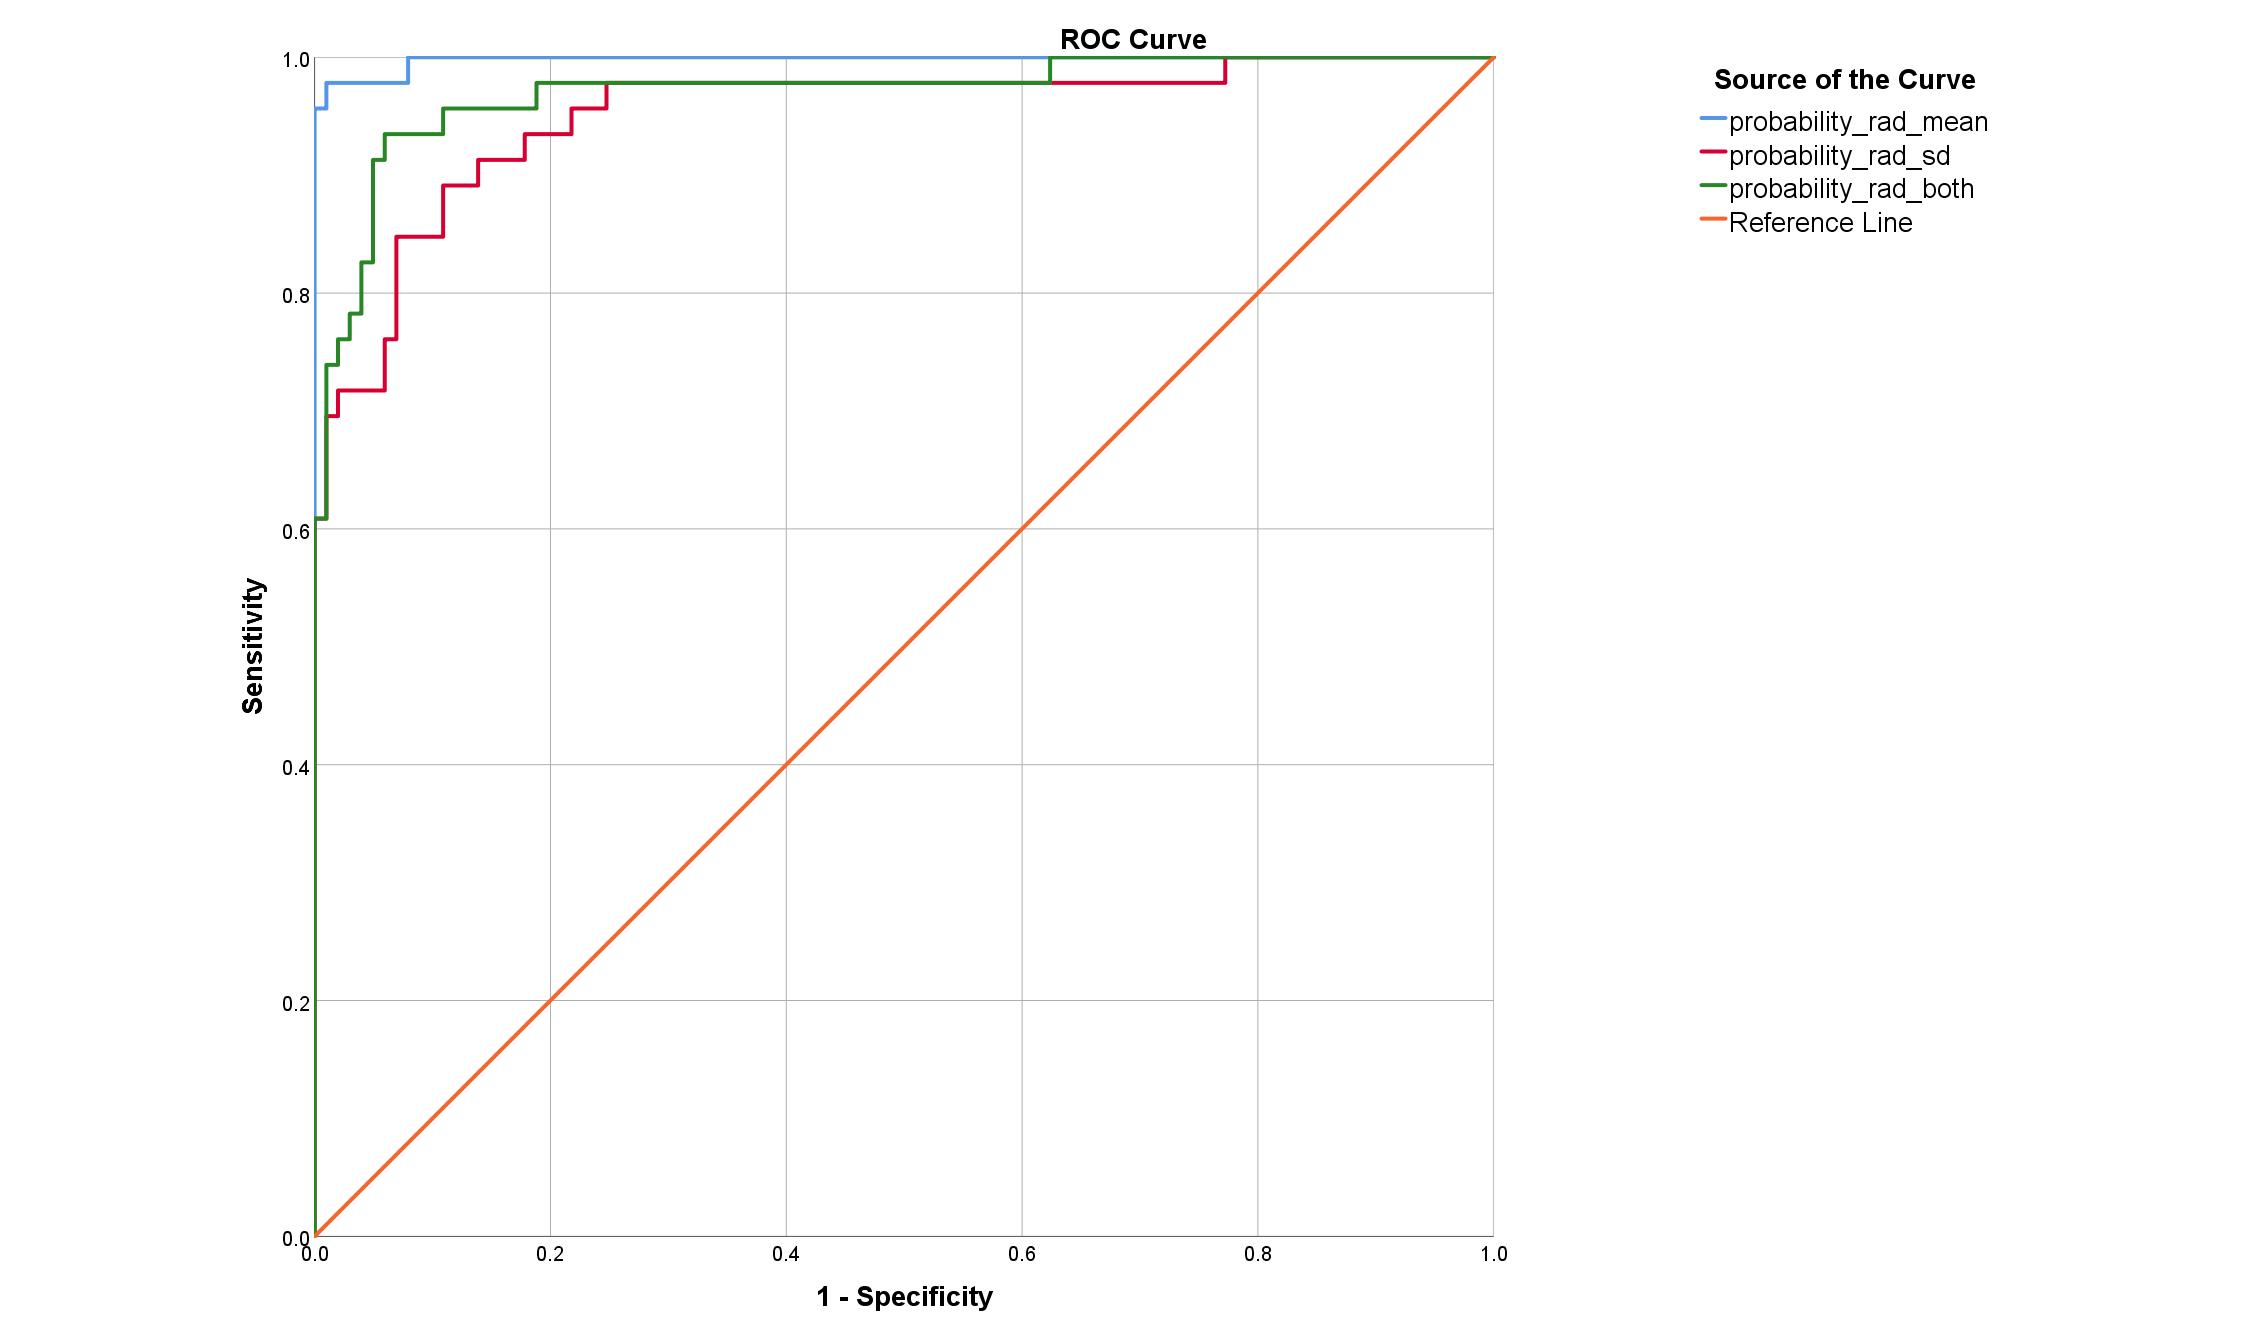 ROC Curve
Source of the Curve
probability_rad_mean
probability_rad_sd
probability_rad_both
Reference Line
1.0
0.8
0.6
0.4
0.2
0.0
Sensitivity
0.0 0.2 0.4 0.6 0.8 1.0
1 - Specificity